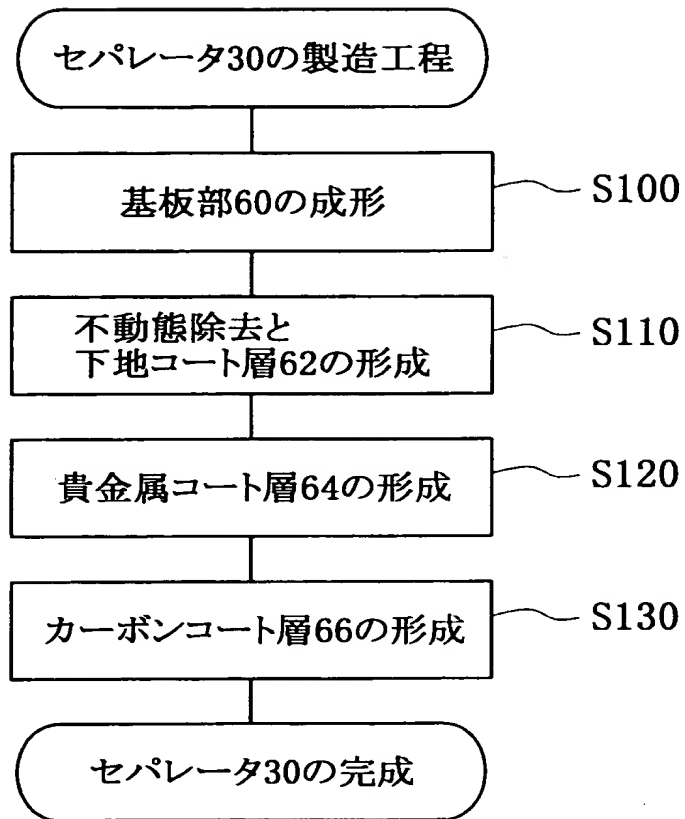 セパレータ30の製造工程
基板部60の成形
S100
不動態除去と
下地コート層62の形成
S110
貴金属コート層64の形成
S120
カーボンコート層66の形成
S130
セパレータ30の完成